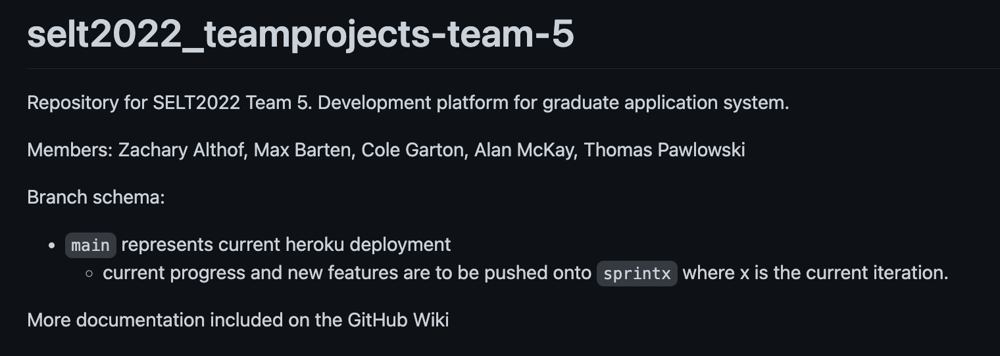 selt2022_teamprojects-team-5
Repository for SELT2022 Team 5. Development platform for graduate application system.
Members: Zachary Althof, Max Barten, Cole Garton, Alan McKay, Thomas Pawlowski
Branch schema:
main represents current heroku deployment
current progress and new features are to be pushed onto sprintx where x is the current iteration.
More documentation included on the GitHub Wiki